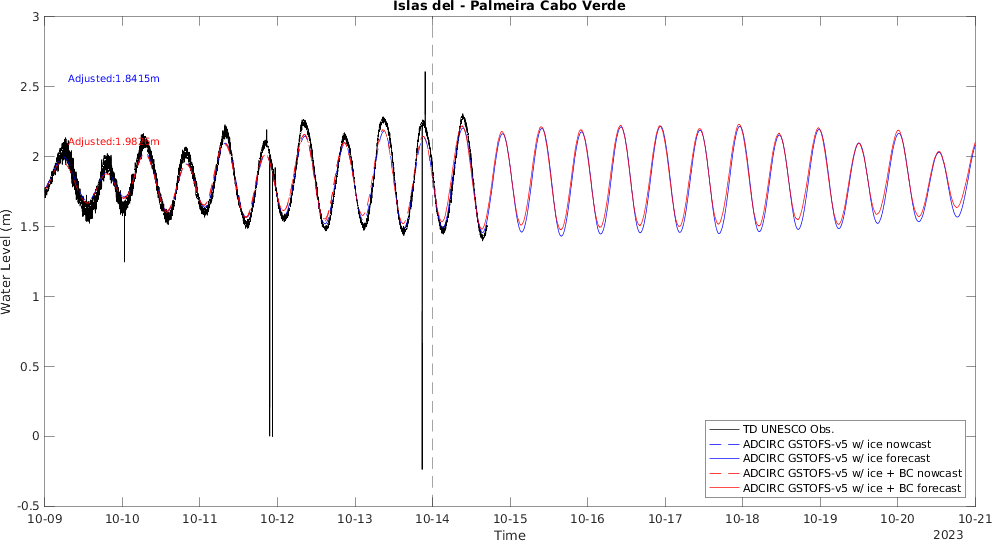 Islas del - Palmeira Cabo Verde
Adjusted:1.8415m
Water Level (m)
3
2.5
2
1.5
1
0.5
0
-0.5
10-09 10-10 10-11 10-12 10-13 10-14 10-15 10-16 10-17 10-18 10-19 10-20 10-21
Time
2023
TD UNESCO Obs.
ADCIRC GSTOFS-v5 w/ ice nowcast
ADCIRC GSTOFS-v5 w/ ice forecast
ADCIRC GSTOFS-v5 w/ ice + BC nowcast
ADCIRC GSTOFS-v5 w/ ice + BC forecast